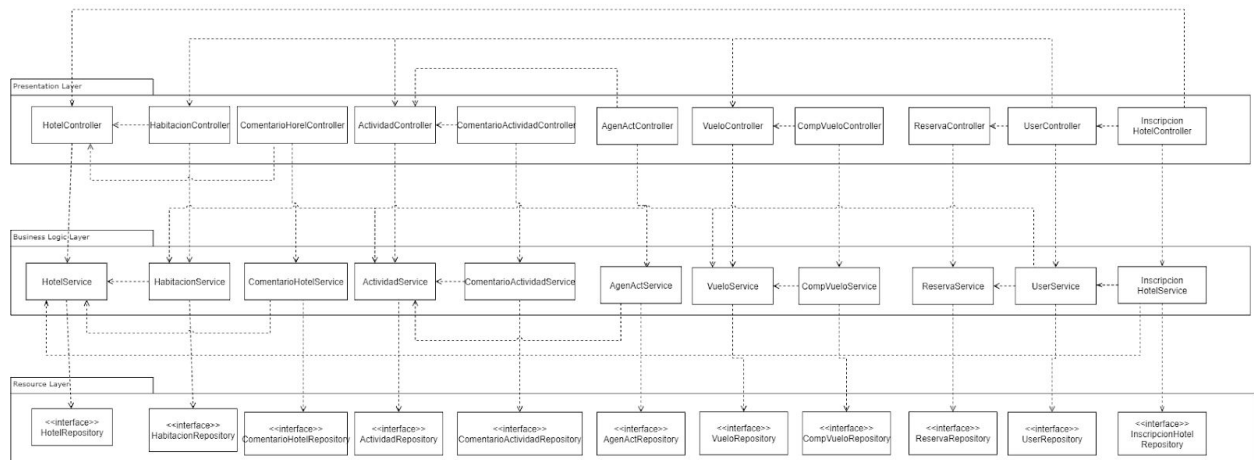 Presentation Layer
HotelController
HabitacionController
ComentarioHorelController
ActividadController
ComentarioActividadController
AgenActController
VueloController
CompVueloController
ReservaController
UserController
Inscripcion
HotelController
Business Logic Layer
HotelService
HabitacionService
ComentarioHotelService
ActividadService
ComentarioActividadService
AgenActService
VueloService
CompVueloService
ReservaService
UserService
Inscripcion
HotelService
Resource Layer
<<interface>>
HotelRepository
<<interface>>
HabitacionRepository
<<interface>>
ComentarioHotelRepository
<<interface>>
ActividadRepository
<<interface>>
ComentarioActividadRepository
<<interface>>
AgenActRepository
<<interface>>
VueloRepository
<<interface>>
CompVueloRepository
<<interface>>
ReservaRepository
<<interface>>
UserRepository
<<interface>>
InscripcionHotel
Repository